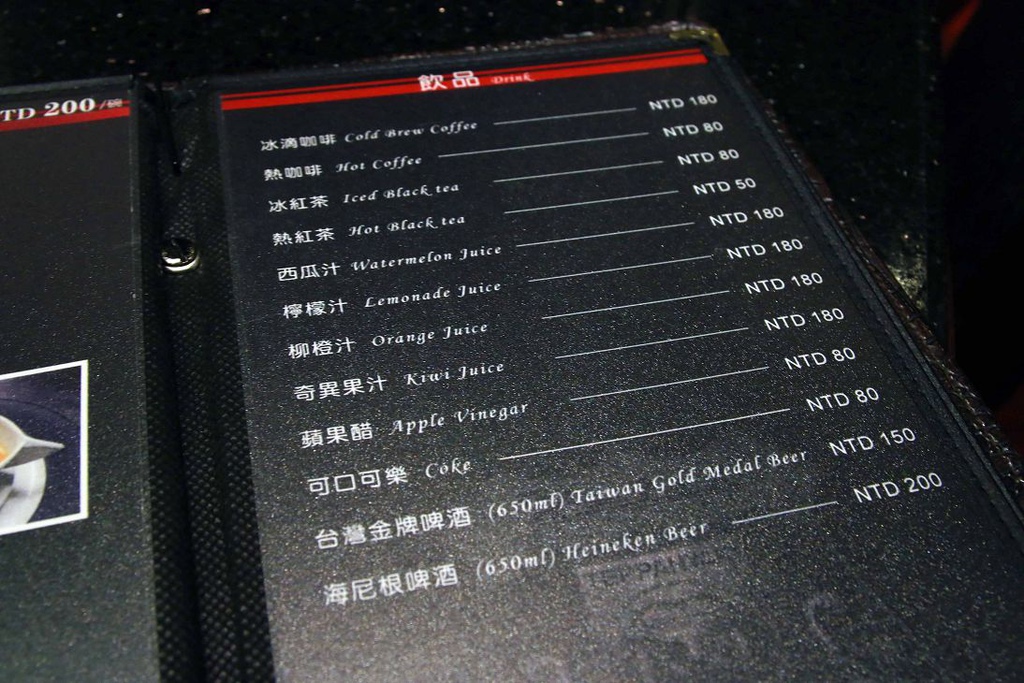 TD 200/碗
飲品 Drink
冰滴咖啡 Cold Brew Coffee NTD 180
熱咖啡 Hot Coffee NTD 80
冰紅茶 Iced Black tea NTD 80
熱紅茶 Hot Black tea NTD 50
西瓜汁 Watermelon Juice NTD 180
檸檬汁 Lemonade Juice NTD 180
柳橙汁 Orange Juice NTD 180
奇異果汁 Kiwi Juice NTD 180
蘋果醋 Apple Vinegar NTD 80
可口可樂 Coke NTD 80
台灣金牌啤酒 (650ml) Taiwan Gold Medal Beer NTD 150
海尼根啤酒 (650ml) Heineken Beer NTD 200